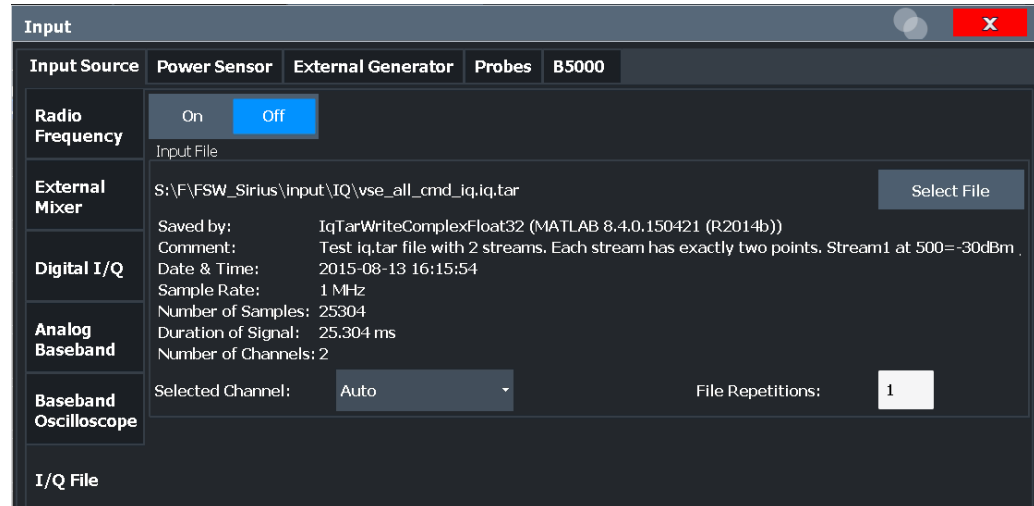 Input
X
Input Source Power Sensor External Generator Probes B5000
Radio Frequency
On Off
Input File
External Mixer
S:\F\FSW_Sirius\input\IQ\vse_all_cmd_iq.iq.tar
Select File
Saved by: IqTarWriteComplexFloat32 (MATLAB 8.4.0.150421 (R2014b))
Comment: Test iq.tar file with 2 streams. Each stream has exactly two points. Stream1 at 500=-30dBm
Digital I/Q
Date & Time: 2015-08-13 16:15:54
Sample Rate: 1 MHz
Number of Samples: 25304
Analog Baseband
Duration of Signal: 25.304 ms
Number of Channels: 2
Baseband Oscilloscope
Selected Channel: Auto
File Repetitions: 1
I/Q File